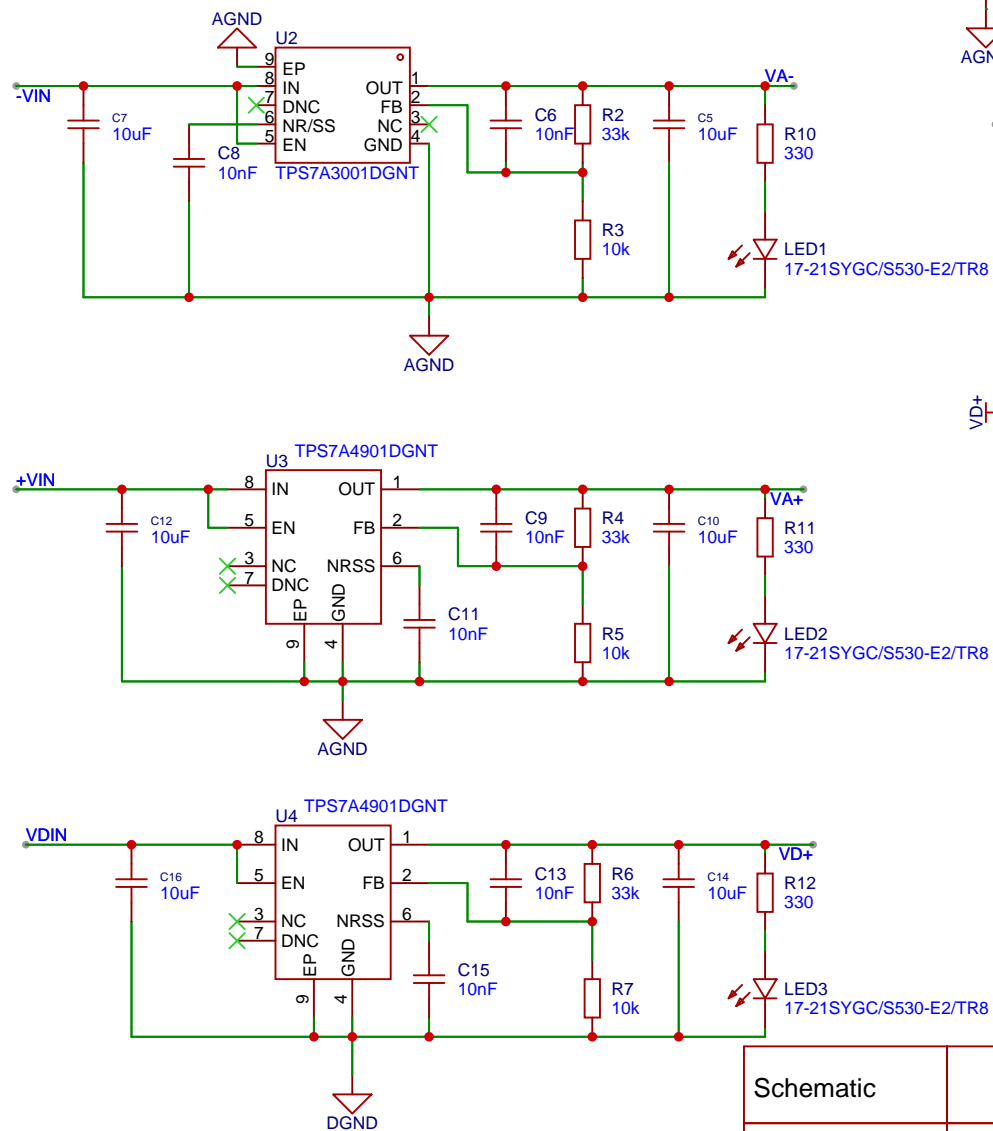 AGND
U2
9 EP
8 IN
7 DNC
6 NR/SS
5 EN
OUT 1
FB 2
NC 3
GND 4
TPS7A3001DGNT
-VIN
VA-
C7
10uF
C8
10nF
C6
10nF
R2
33k
C5
10uF
R10
330
R3
10k
LED1
17-21SYGC/S530-E2/TR8
AGND
VD+
TPS7A4901DGNT
U3
+VIN
8 IN
5 EN
3 NC
7 DNC
OUT 1
FB 2
NRSS 6
EP
GND
9
4
VA+
C12
10uF
C9
10nF
R4
33k
C10
10uF
R11
330
C11
10nF
R5
10k
LED2
17-21SYGC/S530-E2/TR8
AGND
TPS7A4901DGNT
U4
VDIN
8 IN
5 EN
3 NC
7 DNC
OUT 1
FB 2
NRSS 6
EP
GND
9
4
VD+
C16
10uF
C13
10nF
R6
33k
C14
10uF
R12
330
C15
10nF
R7
10k
LED3
17-21SYGC/S530-E2/TR8
DGND
Schematic